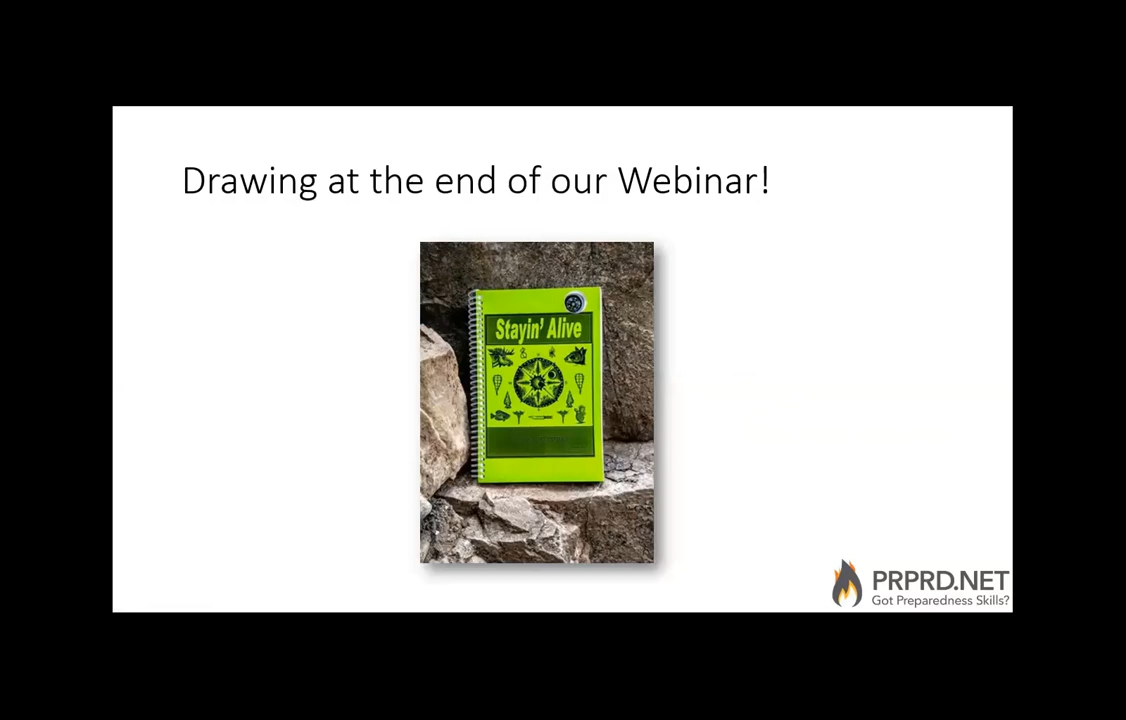 Drawing at the end of our Webinar!
Stayin' Alive
PRPRD.NET
Got Preparedness Skills?